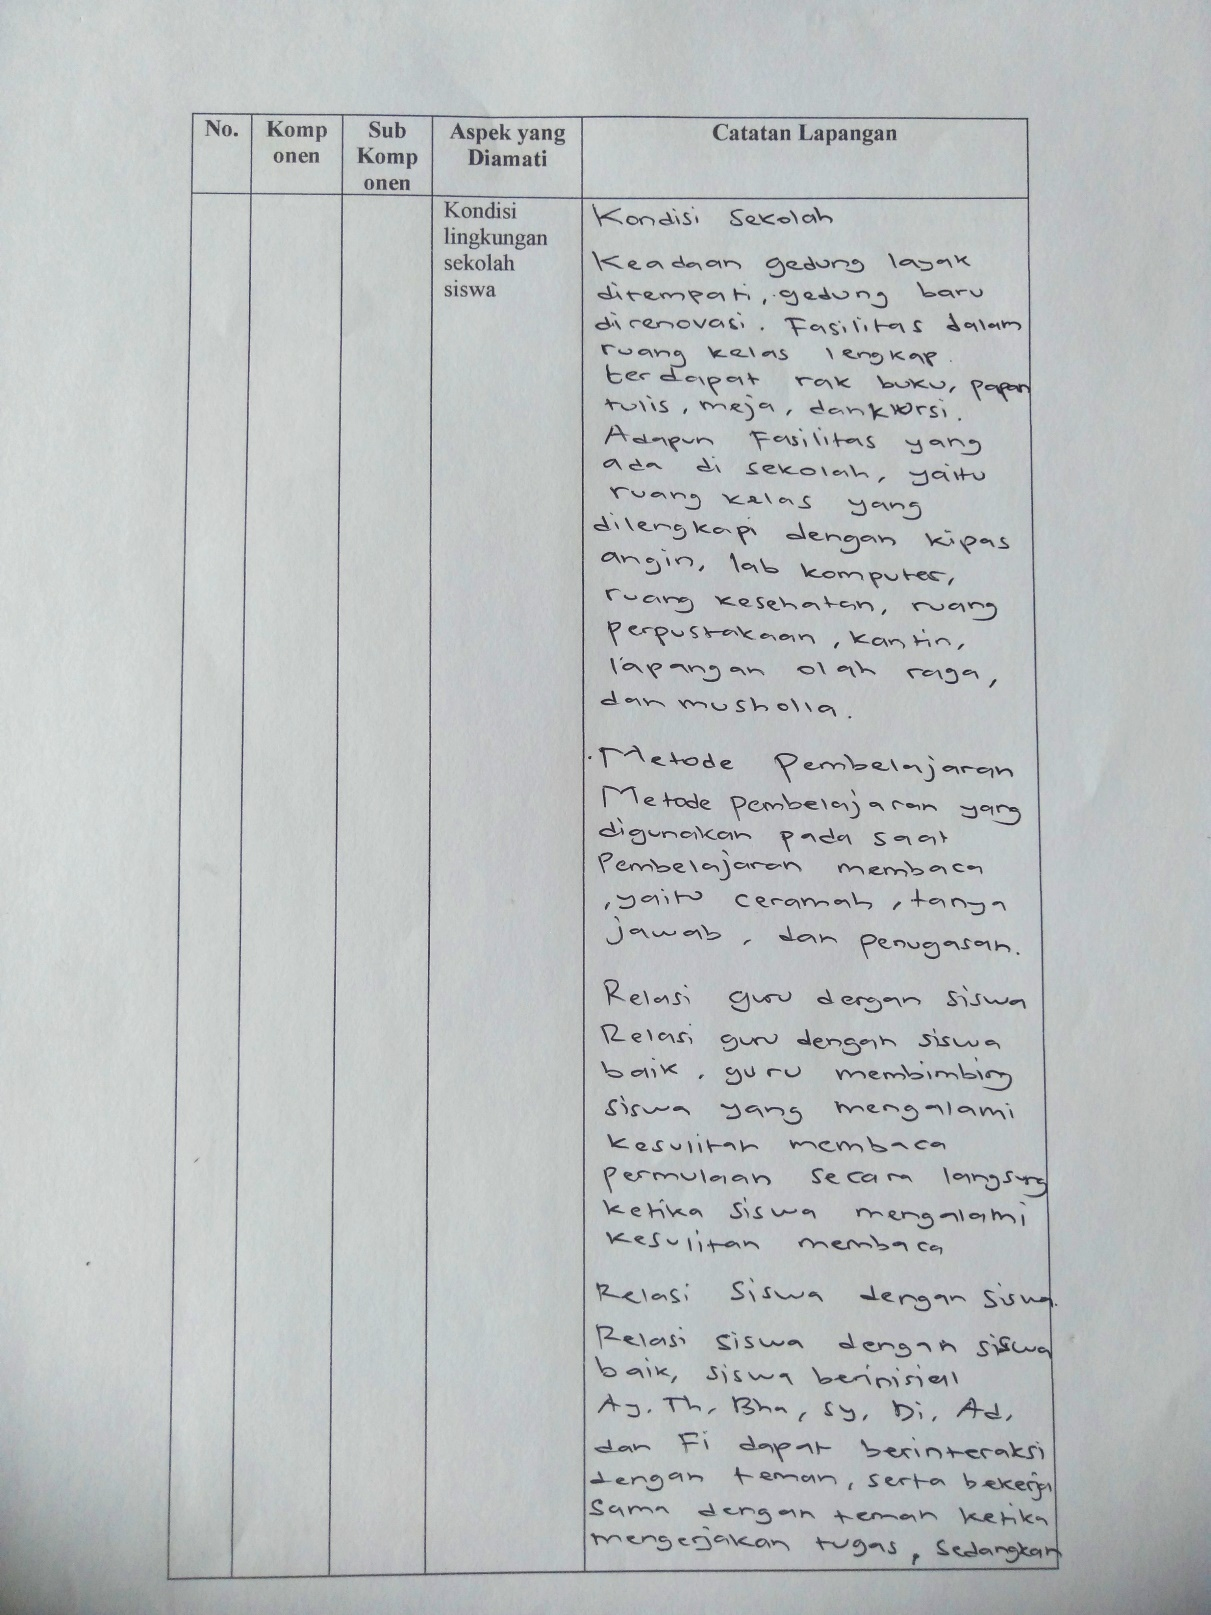 No.
Komp
onen
Sub
Komp
onen
Aspek yang
Diamati
Catatan Lapangan
Kondisi
lingkungan
sekolah
siswa
Kondisi Sekolah
Keadaan gedung layak
ditempati, gedung baru
direnovasi. Fasilitas dalam
ruang kelas lengkap.
terdapat rak buku, papan
tulis, meja, dan kursi.
Adapun Fasilitas yang
ada di sekolah, yaitu
ruang kelas yang
dilengkapi dengan kipas
angin, lab komputer,
ruang kesehatan, ruang
perpustakaan, kantin,
lapangan olah raga,
dan musholla.
. Metode Pembelajaran
Metode pembelajaran yang
digunakan pada saat
Pembelajaran membaca
, yaitu ceramah, tanya
jawab, dan penugasan.
Relasi guru dengan siswa
Relasi guru dengan siswa
baik, guru membimbing
siswa yang mengalami
kesulitan membaca
permulaan secara langsung
ketika siswa mengalami
kesulitan membaca
Relasi Siswa dengan siswa.
Relasi siswa dengan siswa
baik, siswa berinisial
Ay, Th, Bha, Sy, Di, Ad,
dan Fi dapat berinteraksi
dengan teman, serta bekerja
sama dengan teman ketika
mengerjakan tugas, sedangkan